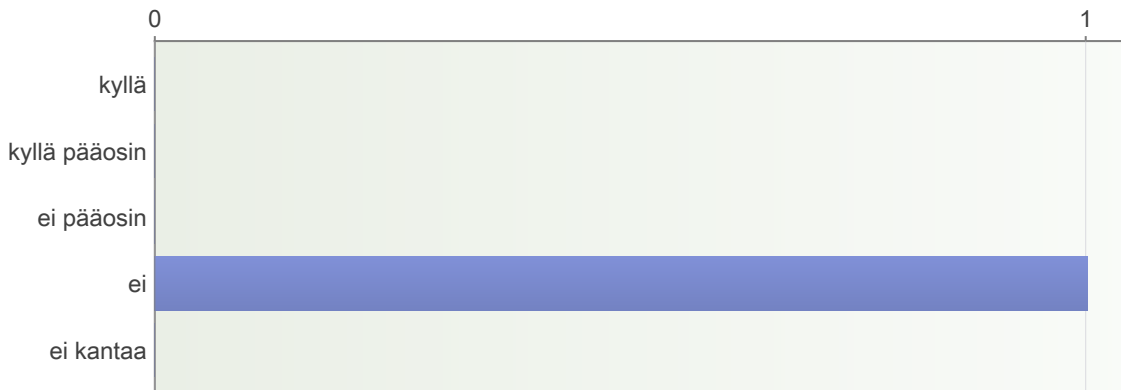 0 1
kyllä
kyllä pääosin
ei pääosin
ei
ei kantaa